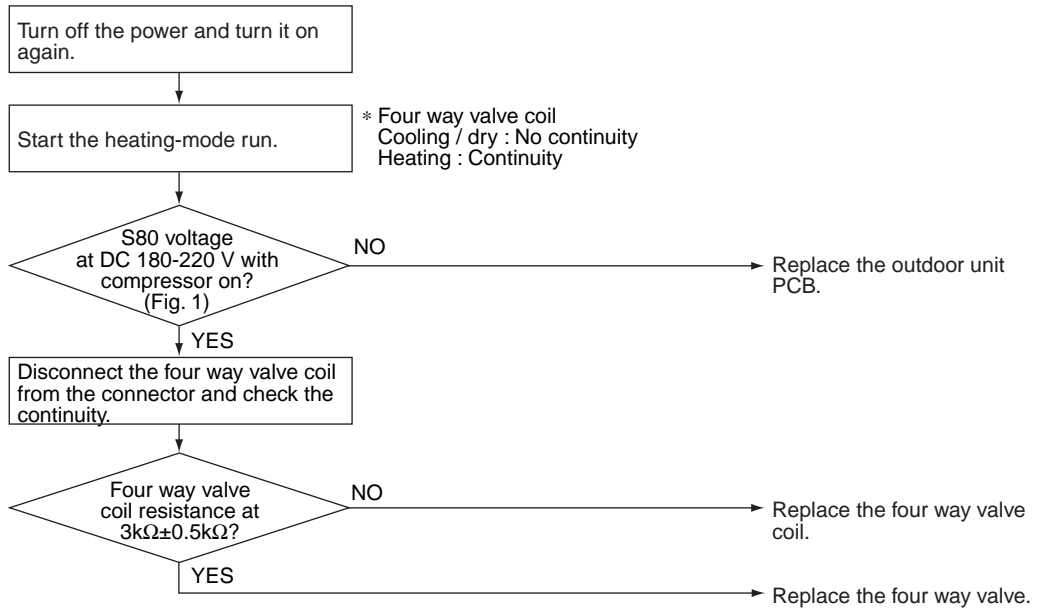 Turn off the power and turn it on
again.
Start the heating-mode run.
* Four way valve coil
Cooling / dry : No continuity
Heating : Continuity
S80 voltage
at DC 180-220 V with
compressor on?
(Fig. 1)
NO
Replace the outdoor unit
PCB.
YES
Disconnect the four way valve coil
from the connector and check the
continuity.
Four way valve
coil resistance at
3kΩ±0.5kΩ?
NO
Replace the four way valve
coil.
YES
Replace the four way valve.